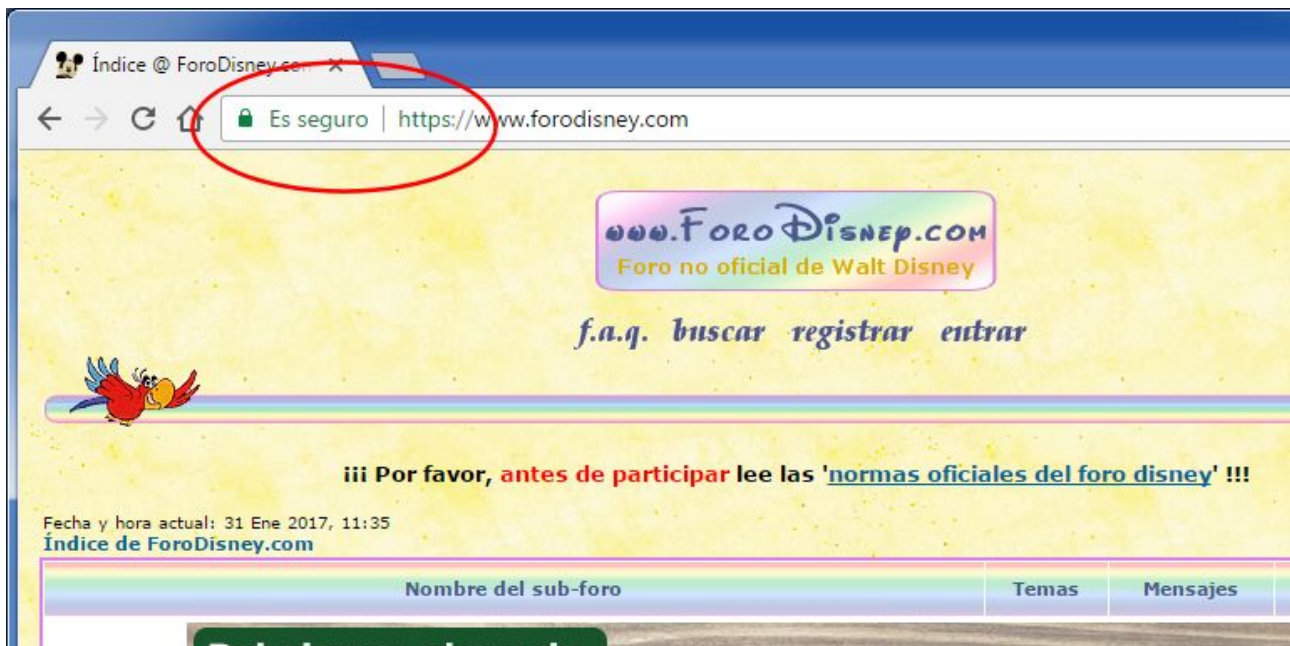 Índice @ ForoDisney.con
Es seguro | https://www.forodisney.com
www.ForoDisney.com
Foro no oficial de Walt Disney
f.a.q. buscar registrar entrar
¡¡¡ Por favor, antes de participar lee las 'normas oficiales del foro disney' !!!
Fecha y hora actual: 31 Ene 2017, 11:35
Índice de ForoDisney.com
Nombre del sub-foro Temas Mensajes